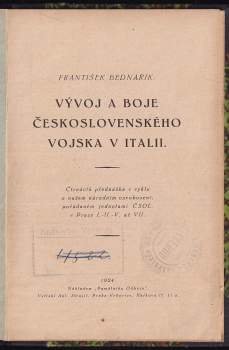 FRANTIŠEK BEDNAŘÍK.
VÝVOJ A BOJE
ČESKOSLOVENSKÉHO
VOJSKA V ITALII.
Čtvrtá přednáška v cyklu
o našem národním osvobození,
pořádaném jednotami ČSOL
v Praze I.-II.-V. až VII.
1924
Nákladem „Památníku Odboje"